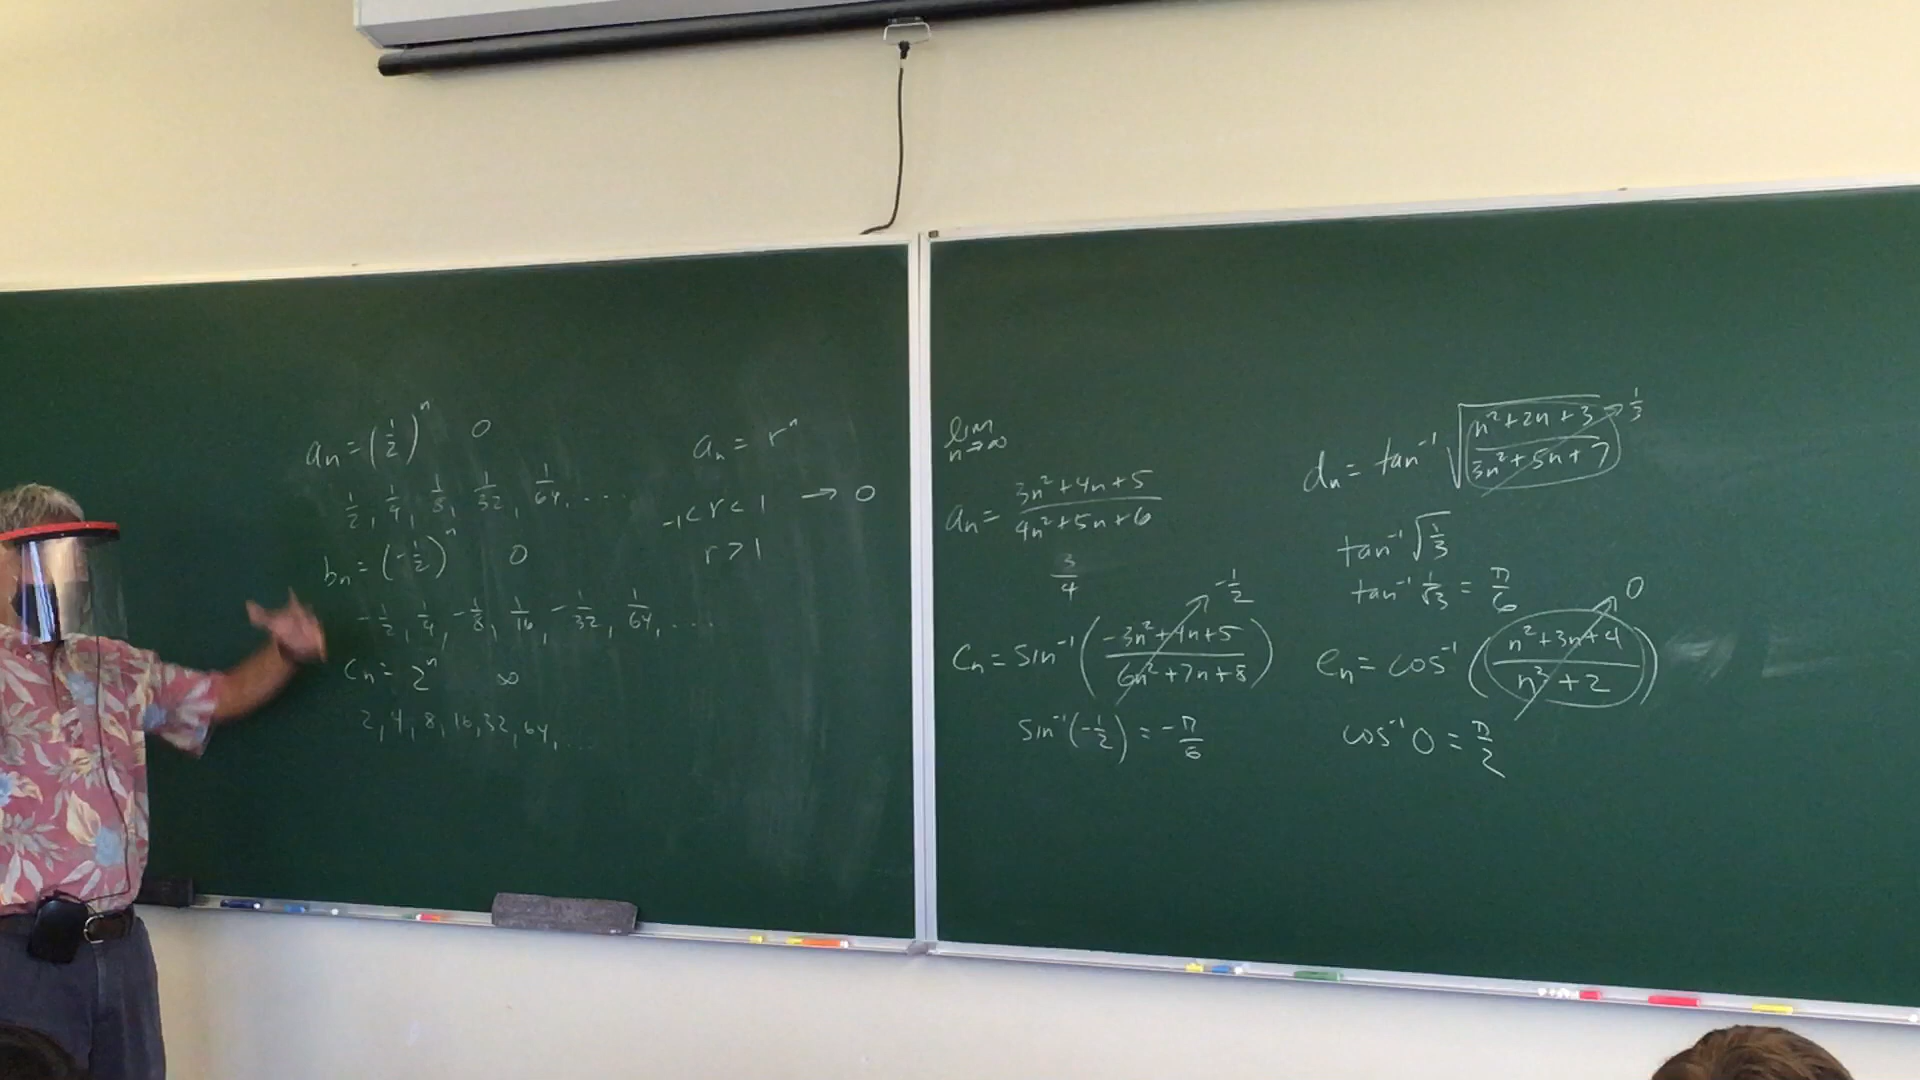 aₙ = (1/2)ⁿ 0
1/2, 1/4, 1/8, 1/32, 1/64, ....
bₙ = (-1/2)ⁿ 0
-1/2, 1/4, -1/8, 1/16, -1/32, 1/64, ....
cₙ = 2ⁿ ∞
2, 4, 8, 16, 32, 64, ...
aₙ = rⁿ
-1 < r < 1 → 0
r > 1
lim n→∞
aₙ = (3n²+4n+5)/(4n²+5n+6)
3/4
cₙ = sin⁻¹((-3n²+4n+5)/(6n²+7n+8)) → -1/2
sin⁻¹(-1/2) = -π/6
dₙ = tan⁻¹ √((n²+2n+3)/(3n²+5n+7)) → 1/3
tan⁻¹ √(1/3)
tan⁻¹ 1/√3 = π/6
eₙ = cos⁻¹((n²+3n+4)/(n²+2)) → 0
cos⁻¹ 0 = π/2